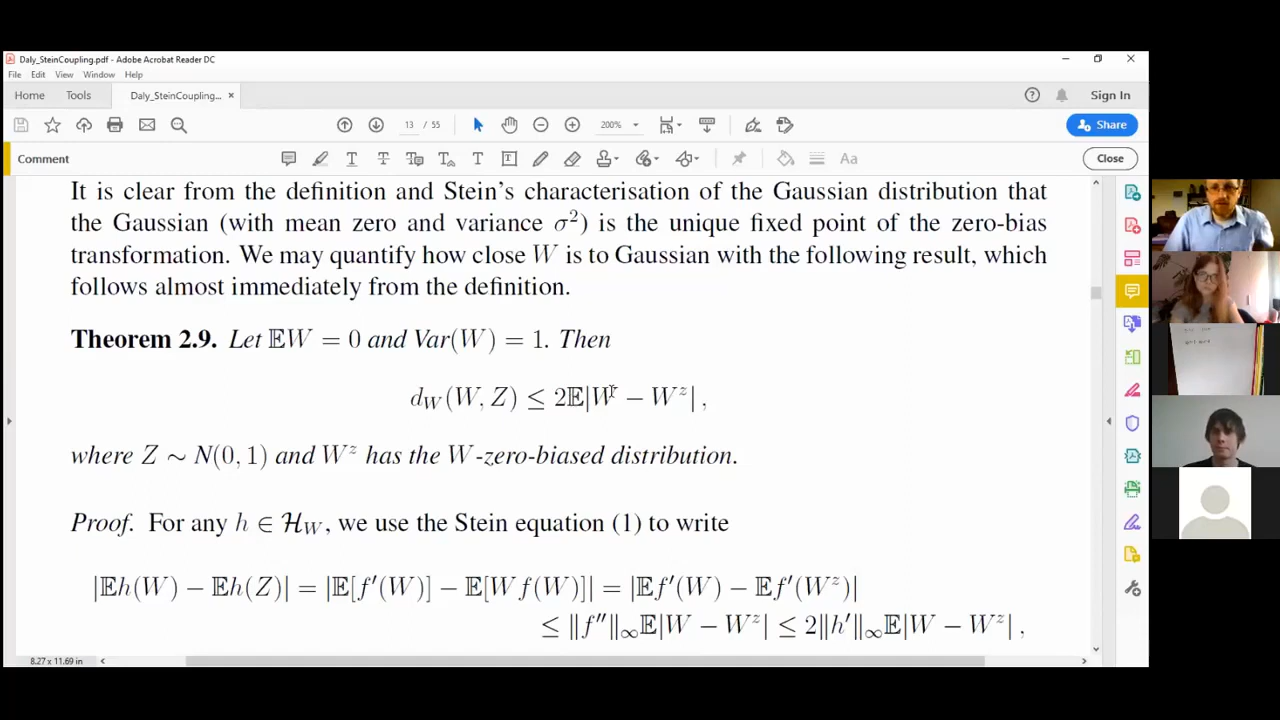 Daly_SteinCoupling.pdf - Adobe Acrobat Reader DC
File Edit View Window Help
Home Tools Daly_SteinCoupling... × Sign In
13 / 55 200% Share
Comment Aa Close
It is clear from the definition and Stein's characterisation of the Gaussian distribution that
the Gaussian (with mean zero and variance σ²) is the unique fixed point of the zero-bias
transformation. We may quantify how close W is to Gaussian with the following result, which
follows almost immediately from the definition.
Theorem 2.9. Let 𝔼W = 0 and Var(W) = 1. Then
d_W(W, Z) ≤ 2𝔼|W − W^z| ,
where Z ∼ N(0, 1) and W^z has the W-zero-biased distribution.
Proof. For any h ∈ ℋ_W, we use the Stein equation (1) to write
|𝔼h(W) − 𝔼h(Z)| = |𝔼[f′(W)] − 𝔼[Wf(W)]| = |𝔼f′(W) − 𝔼f′(W^z)|
≤ ‖f″‖_∞𝔼|W − W^z| ≤ 2‖h′‖_∞𝔼|W − W^z| ,
8.27 x 11.69 in